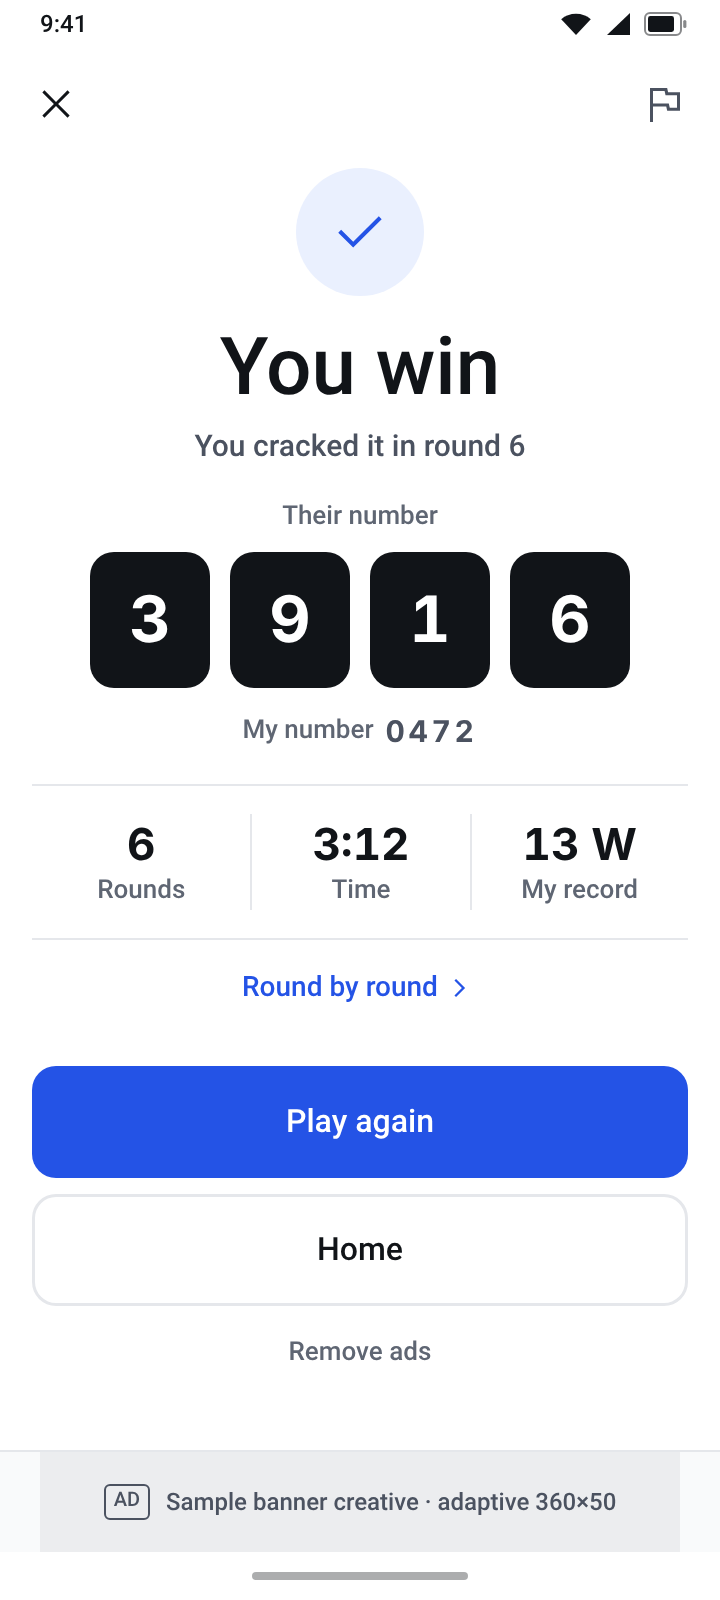 9:41
You win
You cracked it in round 6
Their number
3 9 1 6
My number 0472
6 3:12 13 W
Rounds Time My record
Round by round
Play again
Home
Remove ads
AD Sample banner creative · adaptive 360×50